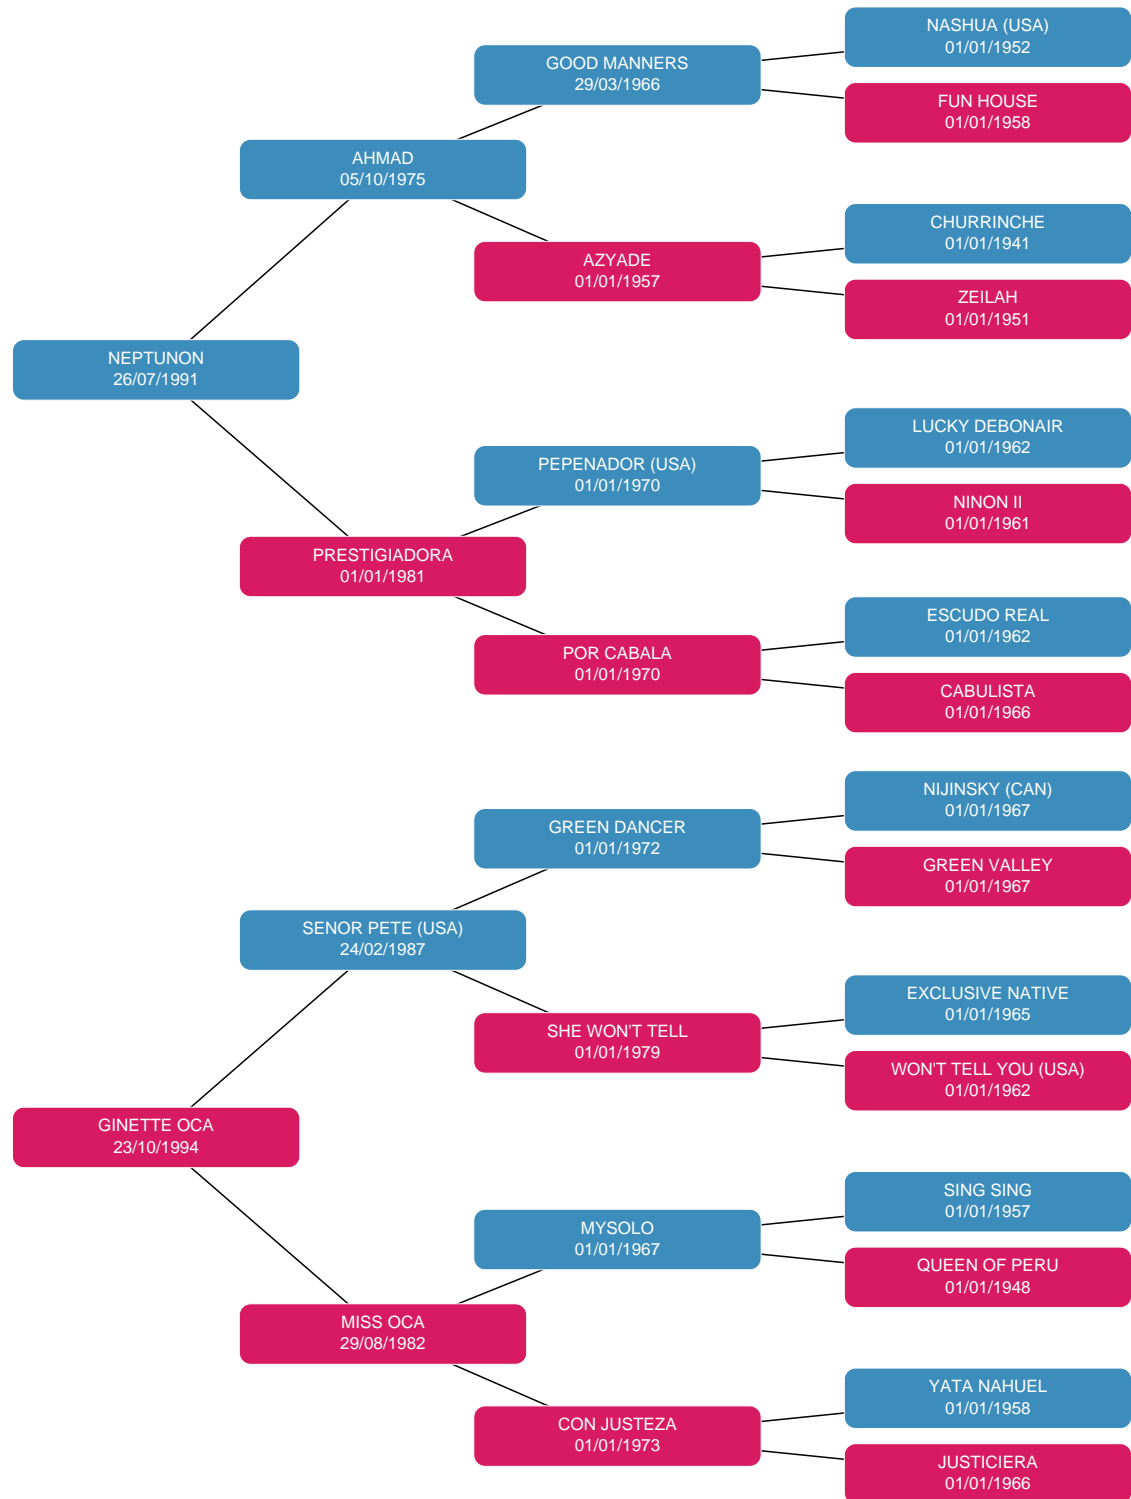 NASHUA (USA)
01/01/1952
GOOD MANNERS
29/03/1966
FUN HOUSE
01/01/1958
AHMAD
05/10/1975
CHURRINCHE
01/01/1941
AZYADE
01/01/1957
ZEILAH
01/01/1951
NEPTUNON
26/07/1991
LUCKY DEBONAIR
01/01/1962
PEPENADOR (USA)
01/01/1970
NINON II
01/01/1961
PRESTIGIADORA
01/01/1981
ESCUDO REAL
01/01/1962
POR CABALA
01/01/1970
CABULISTA
01/01/1966
NIJINSKY (CAN)
01/01/1967
GREEN DANCER
01/01/1972
GREEN VALLEY
01/01/1967
SENOR PETE (USA)
24/02/1987
EXCLUSIVE NATIVE
01/01/1965
SHE WON'T TELL
01/01/1979
WON'T TELL YOU (USA)
01/01/1962
GINETTE OCA
23/10/1994
SING SING
01/01/1957
MYSOLO
01/01/1967
QUEEN OF PERU
01/01/1948
MISS OCA
29/08/1982
YATA NAHUEL
01/01/1958
CON JUSTEZA
01/01/1973
JUSTICIERA
01/01/1966